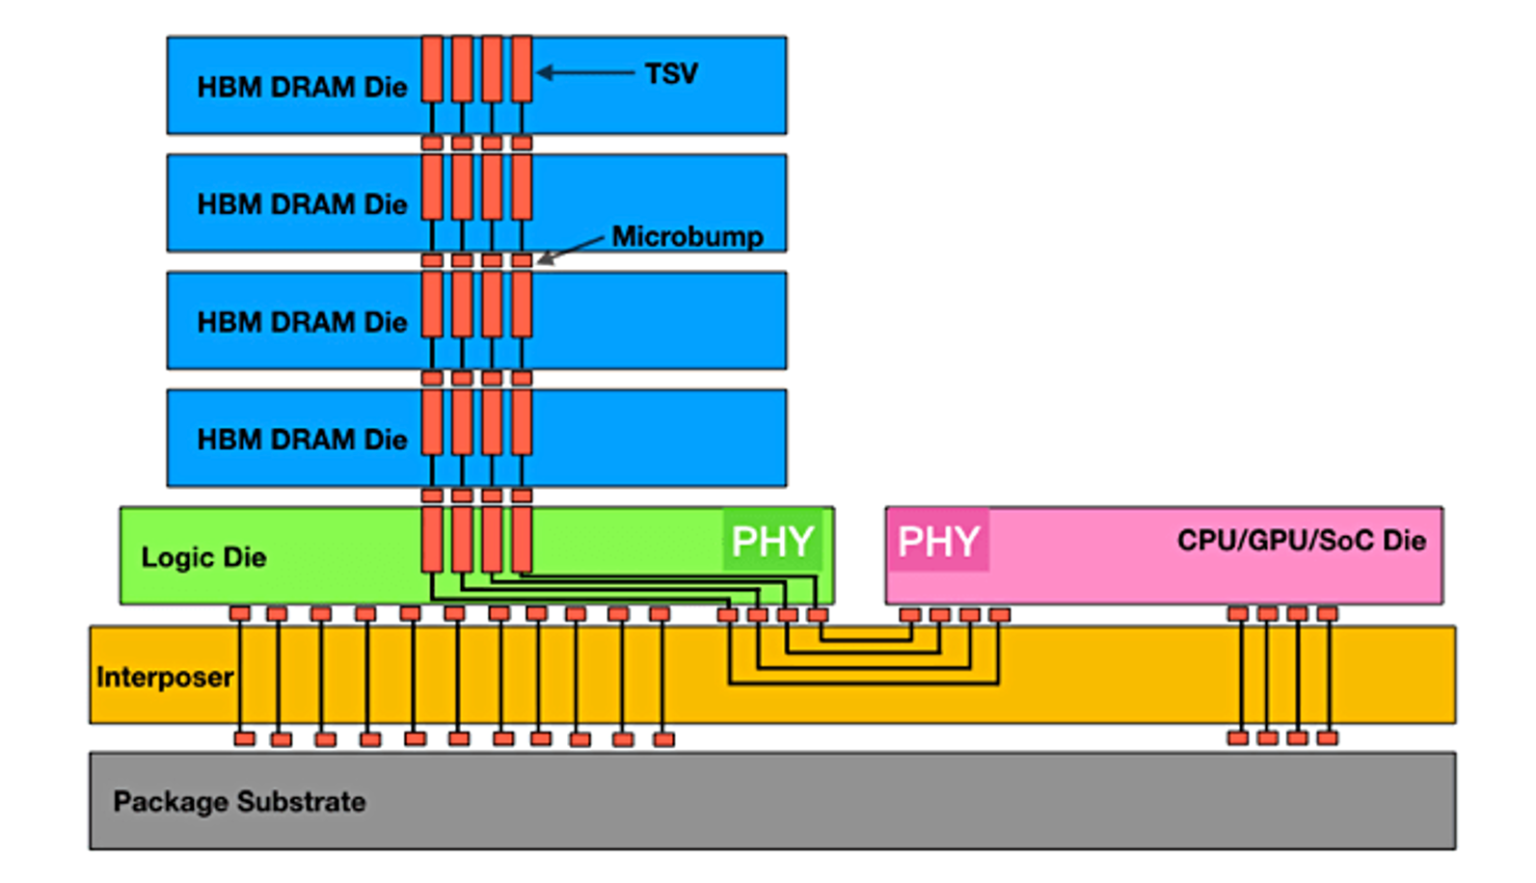 HBM DRAM Die
TSV
HBM DRAM Die
Microbump
HBM DRAM Die
HBM DRAM Die
Logic Die
PHY
PHY
CPU/GPU/SoC Die
Interposer
Package Substrate